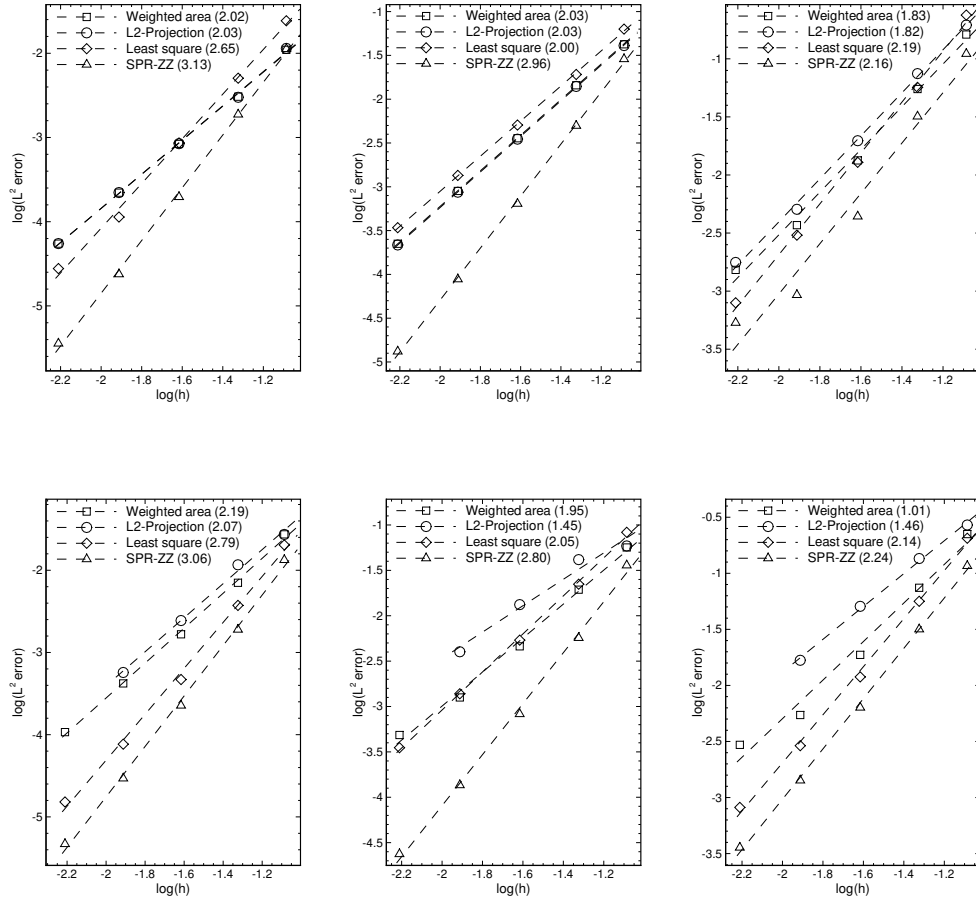 Weighted area (2.02)
L2-Projection (2.03)
Least square (2.65)
SPR-ZZ (3.13)
-2
-3
-4
-5
log(L² error)
-2.2 -2 -1.8 -1.6 -1.4 -1.2
log(h)
Weighted area (2.03)
L2-Projection (2.03)
Least square (2.00)
SPR-ZZ (2.96)
-1
-1.5
-2
-2.5
-3
-3.5
-4
-4.5
-5
log(L² error)
-2.2 -2 -1.8 -1.6 -1.4 -1.2
log(h)
Weighted area (1.83)
L2-Projection (1.82)
Least square (2.19)
SPR-ZZ (2.16)
-1
-1.5
-2
-2.5
-3
-3.5
log(L² error)
-2.2 -2 -1.8 -1.6 -1.4 -1.2
log(h)
Weighted area (2.19)
L2-Projection (2.07)
Least square (2.79)
SPR-ZZ (3.06)
-2
-3
-4
-5
log(L² error)
-2.2 -2 -1.8 -1.6 -1.4 -1.2
log(h)
Weighted area (1.95)
L2-Projection (1.45)
Least square (2.05)
SPR-ZZ (2.80)
-1
-1.5
-2
-2.5
-3
-3.5
-4
-4.5
log(L² error)
-2.2 -2 -1.8 -1.6 -1.4 -1.2
log(h)
Weighted area (1.01)
L2-Projection (1.46)
Least square (2.14)
SPR-ZZ (2.24)
-0.5
-1
-1.5
-2
-2.5
-3
-3.5
log(L² error)
-2.2 -2 -1.8 -1.6 -1.4 -1.2
log(h)